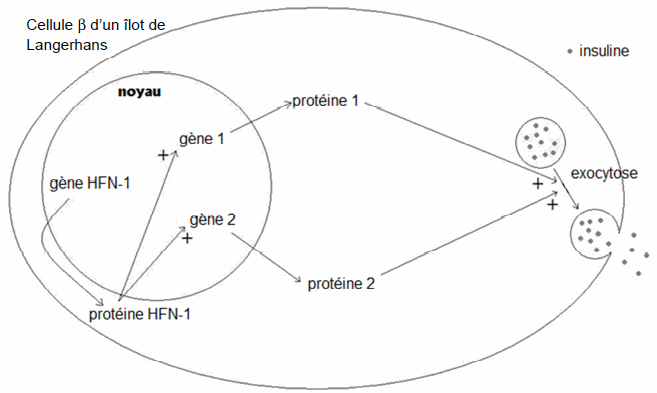 Cellule β d'un îlot de
Langerhans
insuline
noyau
protéine 1
gène 1
+
exocytose
gène HFN-1
+
+
gène 2
+
protéine 2
protéine HFN-1